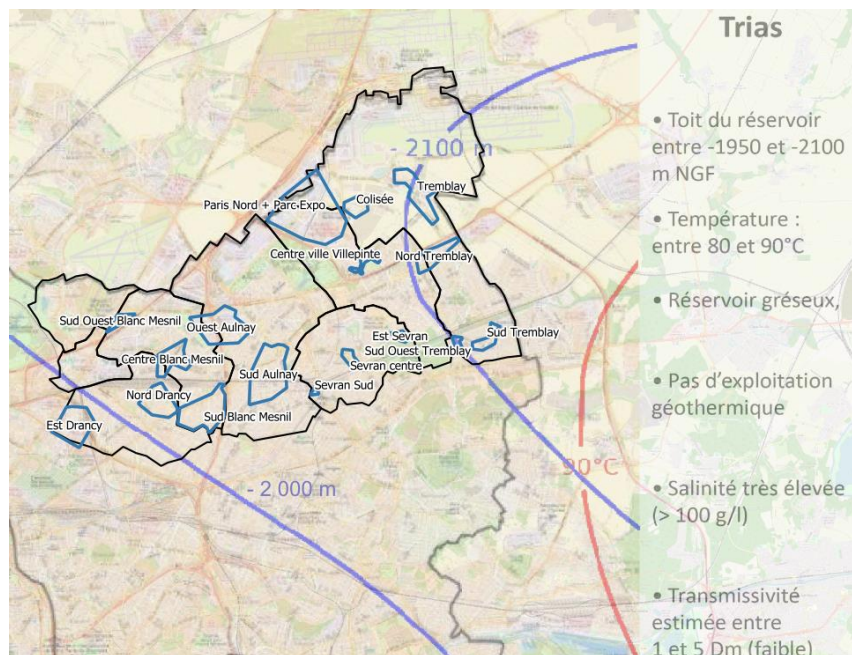 Trias
• Toit du réservoir
entre -1950 et -2100
m NGF
• Température :
entre 80 et 90°C
• Réservoir gréseux,
• Pas d'exploitation
géothermique
• Salinité très élevée
(> 100 g/l)
• Transmissivité
estimée entre
1 et 5 Dm (faible)
- 2100 m
Tremblay
Paris Nord + Parc Expo
Colisée
Centre ville Villepinte
Nord Tremblay
Sud Ouest Blanc Mesnil
Ouest Aulnay
Est Sevran
Sud Tremblay
Sud Ouest Tremblay
Centre Blanc Mesnil
Sevran centre
Sud Aulnay
Sevran Sud
Nord Drancy
Sud Blanc Mesnil
Est Drancy
90°C
- 2 000 m